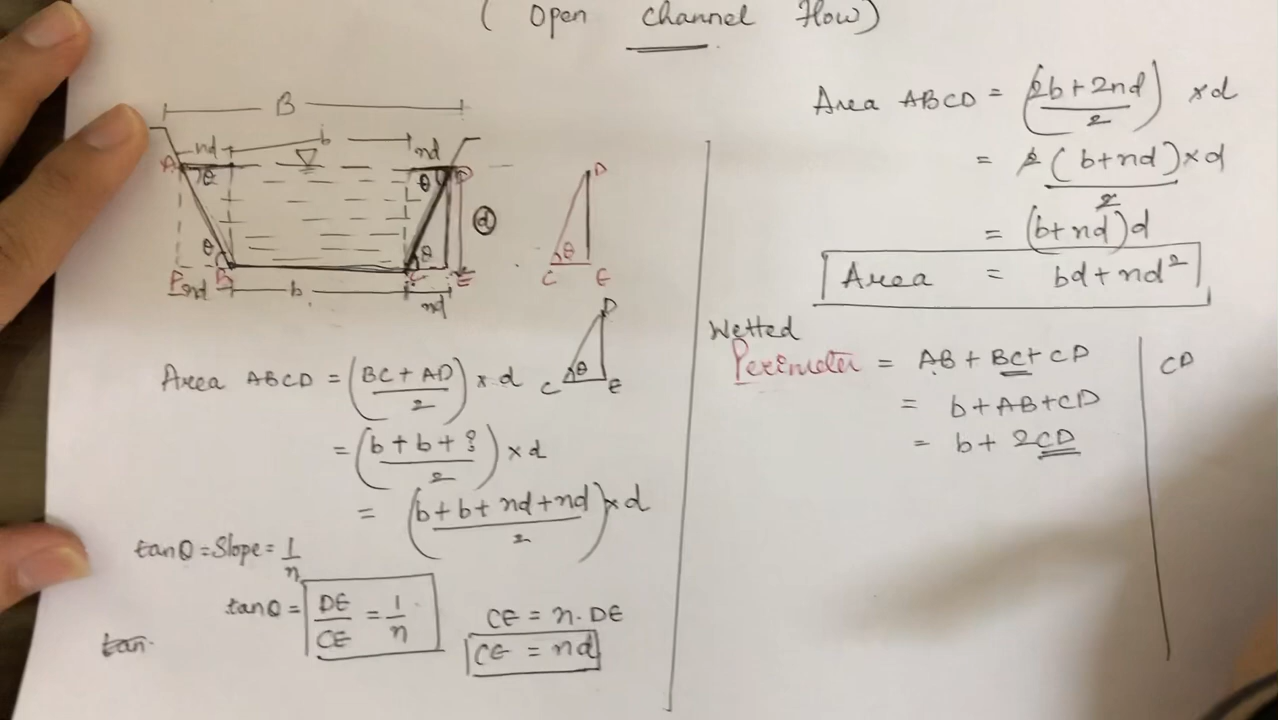 ( Open Channel Flow)
B
nd b nd
A θ θ D
d
θ θ
P B C E
nd b nd
D
θ
C E
D
θ
C E
Area ABCD = (BC + AD / 2) × d
= (b + b + ? / 2) × d
= (b + b + nd + nd / 2) × d
tanθ = Slope = 1/n
tanθ = DE/CE = 1/n
tan
CE = n. DE
CE = nd
Area ABCD = (2b + 2nd / 2) × d
= 2(b+nd)/2 × d
= (b+nd)d
Area = bd + nd²
Wetted
Perimeter = AB + BC + CD
= b + AB + CD
= b + 2CD
CD